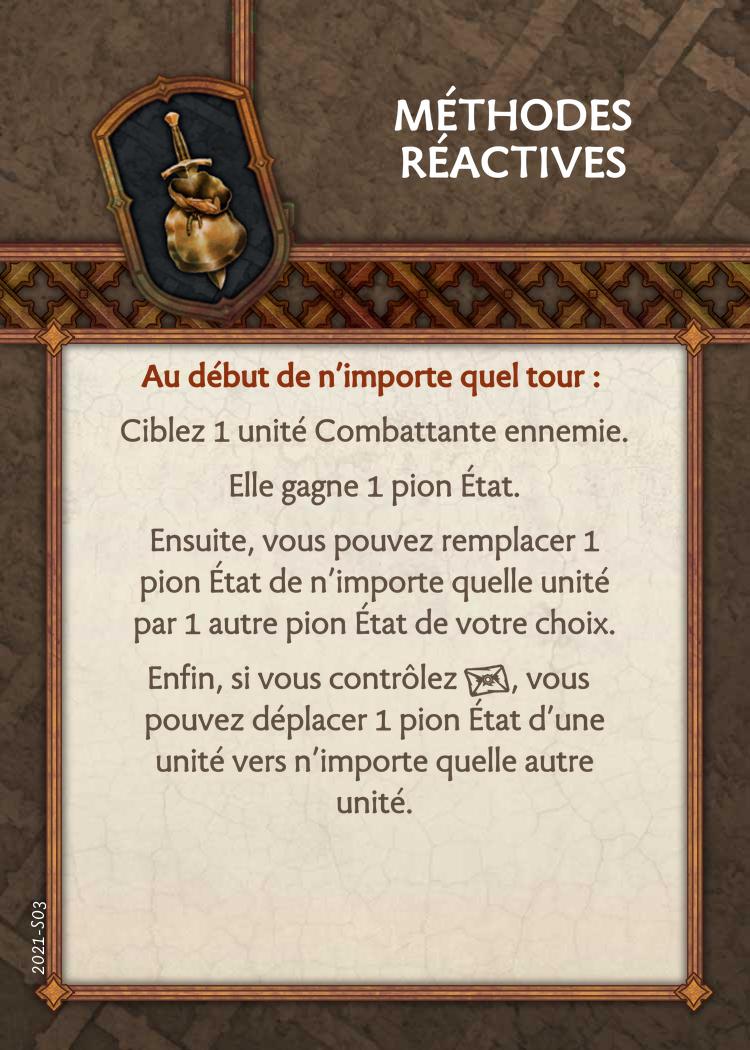 MÉTHODES
RÉACTIVES
Au début de n'importe quel tour :
Ciblez 1 unité Combattante ennemie.
Elle gagne 1 pion État.
Ensuite, vous pouvez remplacer 1
pion État de n'importe quelle unité
par 1 autre pion État de votre choix.
Enfin, si vous contrôlez , vous
pouvez déplacer 1 pion État d'une
unité vers n'importe quelle autre
unité.
2021-S03